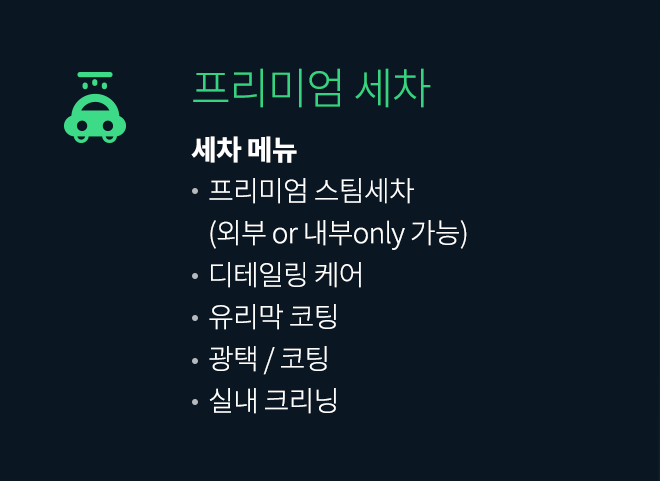 프리미엄 세차
세차 메뉴
• 프리미엄 스팀세차
(외부 or 내부only 가능)
• 디테일링 케어
• 유리막 코팅
• 광택 / 코팅
• 실내 크리닝